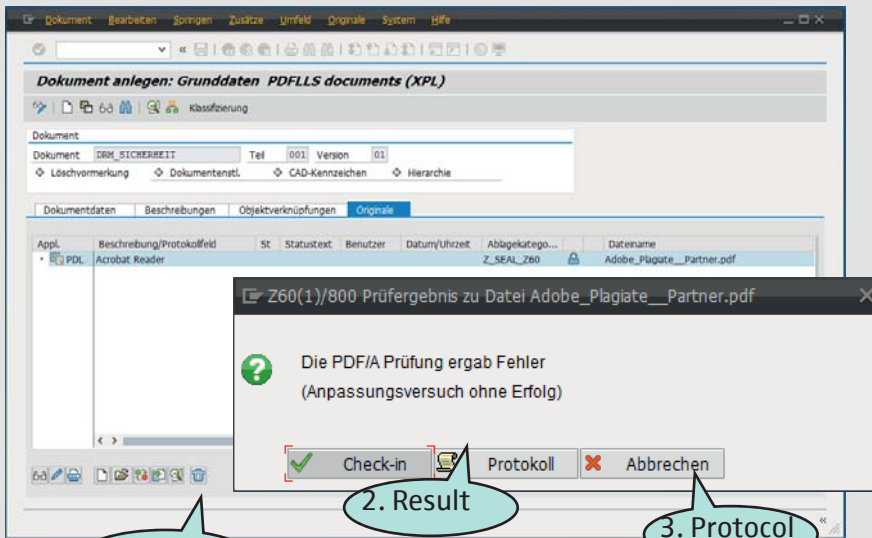 Dokument Bearbeiten Springen Zusätze Umfeld Originale System Hilfe
Dokument anlegen: Grunddaten PDFLLS documents (XPL)
Klassifizierung
Dokument
Dokument DRM_SICHERHEIT Teil 001 Version 01
Löschvormerkung Dokumentenstl. CAD-Kennzeichen Hierarchie
Dokumentdaten Beschreibungen Objektverknüpfungen Originale
Appl. Beschreibung/Protokollfeld St Statustext Benutzer Datum/Uhrzeit Ablagekatego... Dateiname
PDL Acrobat Reader Z_SEAL_Z60 Adobe_Plagiate__Partner.pdf
Z60(1)/800 Prüfergebnis zu Datei Adobe_Plagiate__Partner.pdf
Die PDF/A Prüfung ergab Fehler
(Anpassungsversuch ohne Erfolg)
Check-in Protokoll Abbrechen
2. Result
3. Protocol